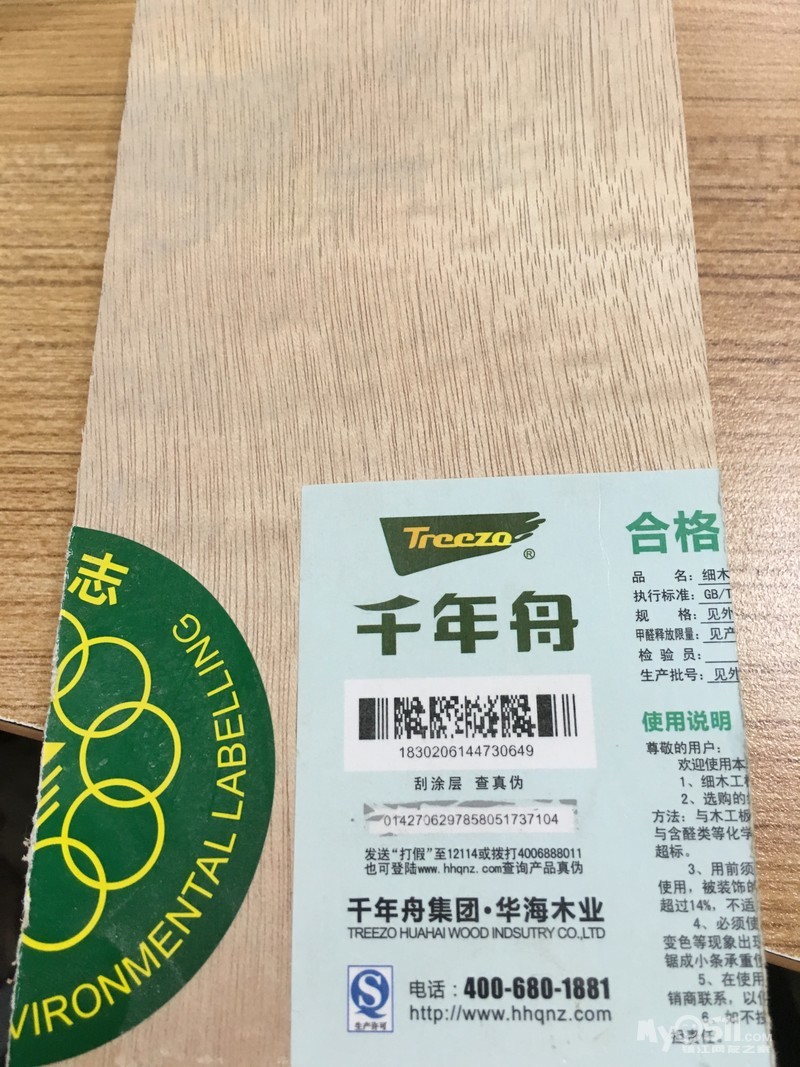 志
VIRONMENTAL LABELLING
Treezo®
千年舟
1830206144730649
刮涂层 查真伪
0142706297858051737104
发送“打假”至12114或拨打4006888011
也可登陆www.hhqnz.com查询产品真伪
千年舟集团·华海木业
TREEZO HUAHAI WOOD INDSUTRY CO.,LTD
生产许可
电话：400-680-1881
http://www.hhqnz.com
合格
品 名：细木
执行标准：GB/T
规 格：见外
甲醛释放限量：见产
检验员：
生产批号：见外
使用说明
尊敬的用户：
欢迎使用本
1、细木工
2、选购的
方法：与木工板
与含醛类等化学
超标。
3、用前须
使用，被装饰的
超过14%，不适
4、必须使
变色等现象出现
锯成小条承重
5、在使用
销商联系，以
6、如不按
担责任